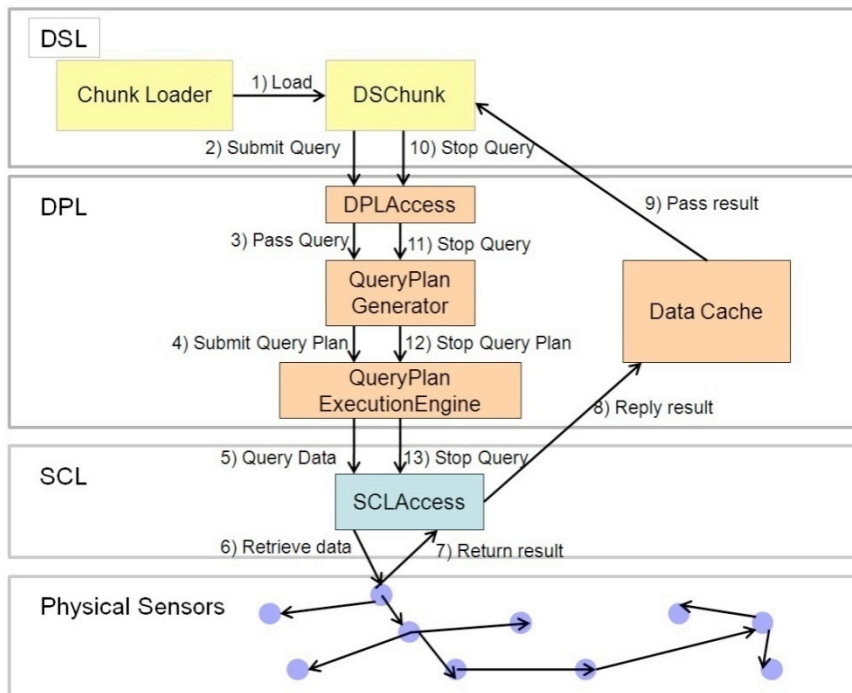 DSL
1) Load
Chunk Loader
DSChunk
2) Submit Query
10) Stop Query
DPL
DPLAccess
9) Pass result
3) Pass Query
11) Stop Query
QueryPlan
Generator
Data Cache
4) Submit Query Plan
12) Stop Query Plan
QueryPlan
ExecutionEngine
8) Reply result
5) Query Data
13) Stop Query
SCL
SCLAccess
6) Retrieve data
7) Return result
Physical Sensors